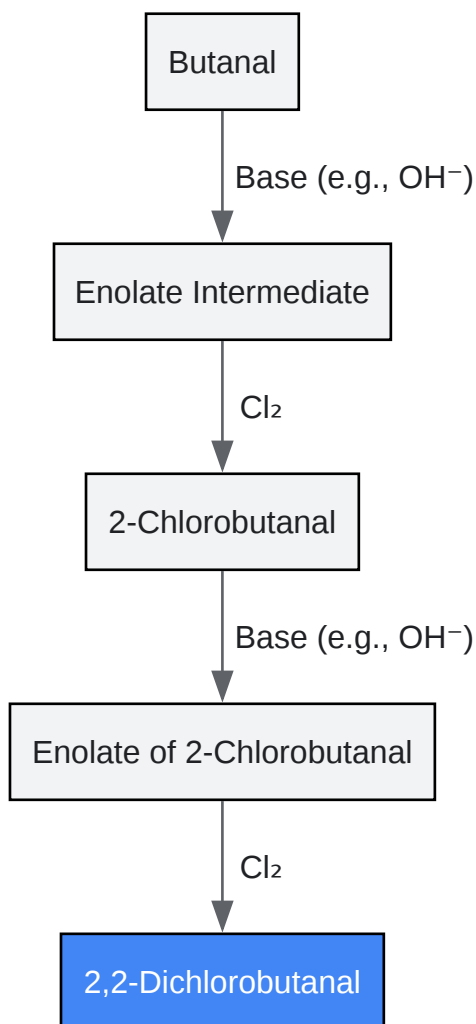 Butanal
Base (e.g., OH⁻)
Enolate Intermediate
Cl₂
2-Chlorobutanal
Base (e.g., OH⁻)
Enolate of 2-Chlorobutanal
Cl₂
2,2-Dichlorobutanal